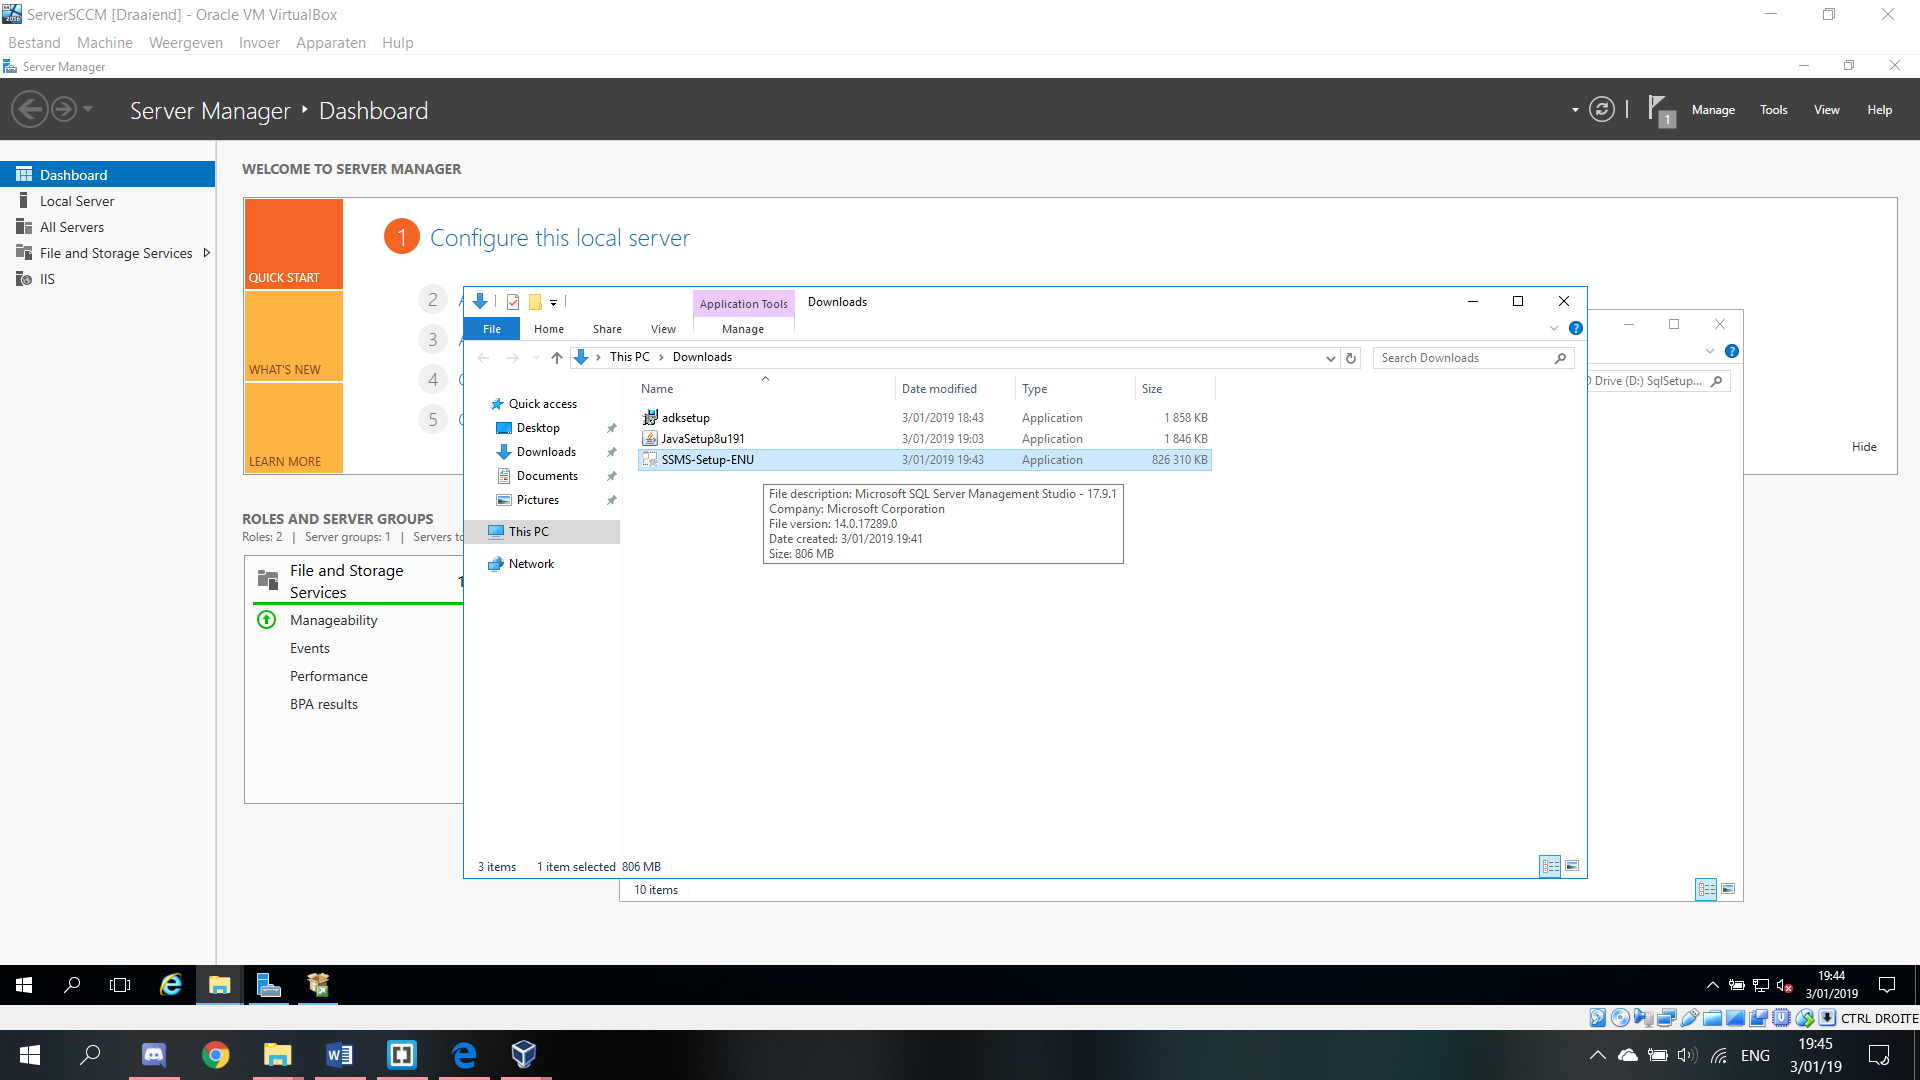 ServerSCCM [Draaiend] - Oracle VM VirtualBox
Bestand Machine Weergeven Invoer Apparaten Hulp
Server Manager
Server Manager Dashboard
1
Manage Tools View Help
Dashboard
Local Server
All Servers
File and Storage Services
IIS
WELCOME TO SERVER MANAGER
QUICK START
WHAT'S NEW
LEARN MORE
1 Configure this local server
2
3
4
5
Hide
ROLES AND SERVER GROUPS
Roles: 2 | Server groups: 1 | Servers to
File and Storage
Services
1
Manageability
Events
Performance
BPA results
Application Tools Downloads
File Home Share View Manage
This PC Downloads
Search Downloads
Quick access
Desktop
Downloads
Documents
Pictures
This PC
Network
Name Date modified Type Size
adksetup 3/01/2019 18:43 Application 1 858 KB
JavaSetup8u191 3/01/2019 19:03 Application 1 846 KB
SSMS-Setup-ENU 3/01/2019 19:43 Application 826 310 KB
File description: Microsoft SQL Server Management Studio - 17.9.1
Company: Microsoft Corporation
File version: 14.0.17289.0
Date created: 3/01/2019 19:41
Size: 806 MB
3 items 1 item selected 806 MB
Drive (D:) SqlSetup...
10 items
19:44
3/01/2019
CTRL DROITE
ENG
19:45
3/01/19